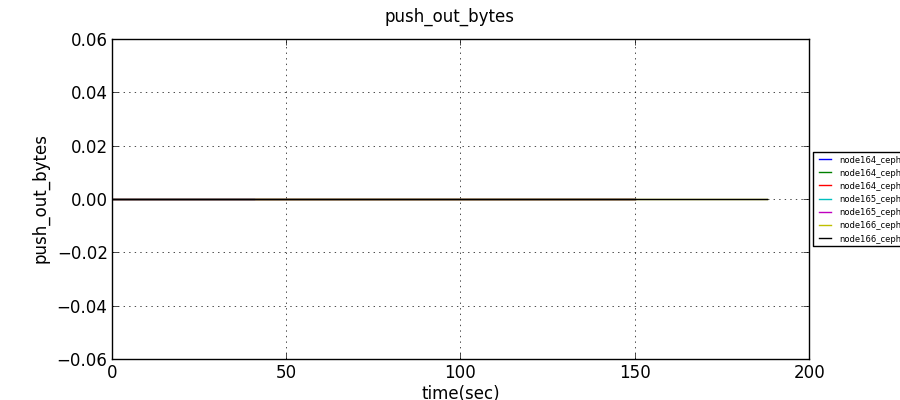 push_out_bytes
0.06
0.04
0.02
0.00
−0.02
−0.04
−0.06
push_out_bytes
0 50 100 150 200
time(sec)
node164_ceph
node164_ceph
node164_ceph
node165_ceph
node165_ceph
node166_ceph
node166_ceph